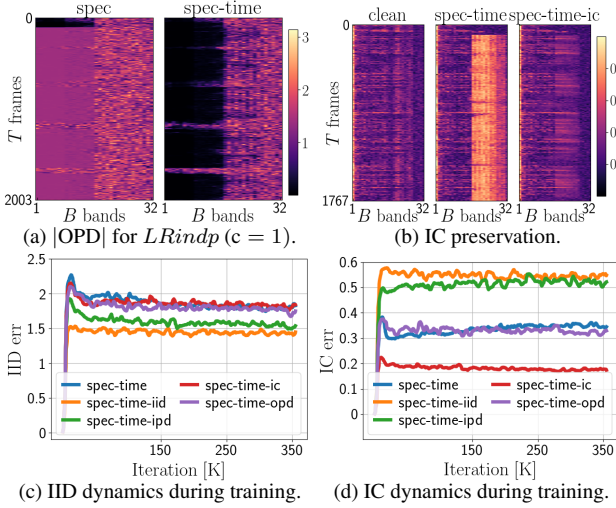 spec
spec-time
0
T frames
2003
1
32
1
32
B bands
B bands
3
2
1
0
(a) |OPD| for LRindp (c = 1).
clean
spec-time
spec-time-ic
0
T frames
1767
1
32
1
32
1
32
B bands
B bands
(b) IC preservation.
IID err
2.5
2
1.5
1
0.5
0
spec-time
spec-time-iid
spec-time-ipd
spec-time-ic
spec-time-opd
50
150
250
350
Iteration [K]
(c) IID dynamics during training.
IC err
0.6
0.5
0.4
0.3
0.2
0.1
0
spec-time
spec-time-iid
spec-time-ipd
spec-time-ic
spec-time-opd
50
150
250
350
Iteration [K]
(d) IC dynamics during training.